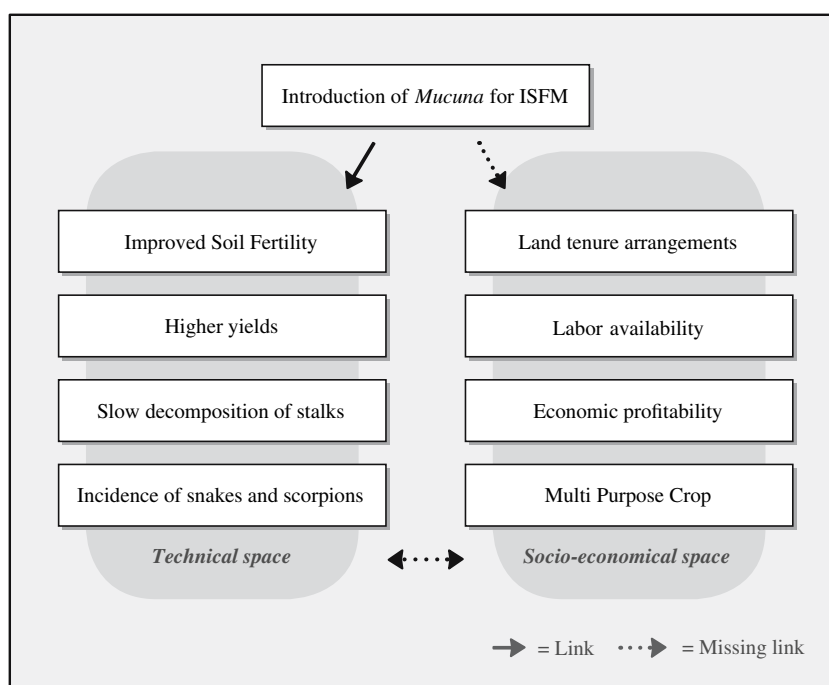 Introduction of Mucuna for ISFM
Improved Soil Fertility
Higher yields
Slow decomposition of stalks
Incidence of snakes and scorpions
Technical space
Land tenure arrangements
Labor availability
Economic profitability
Multi Purpose Crop
Socio-economical space
= Link
= Missing link